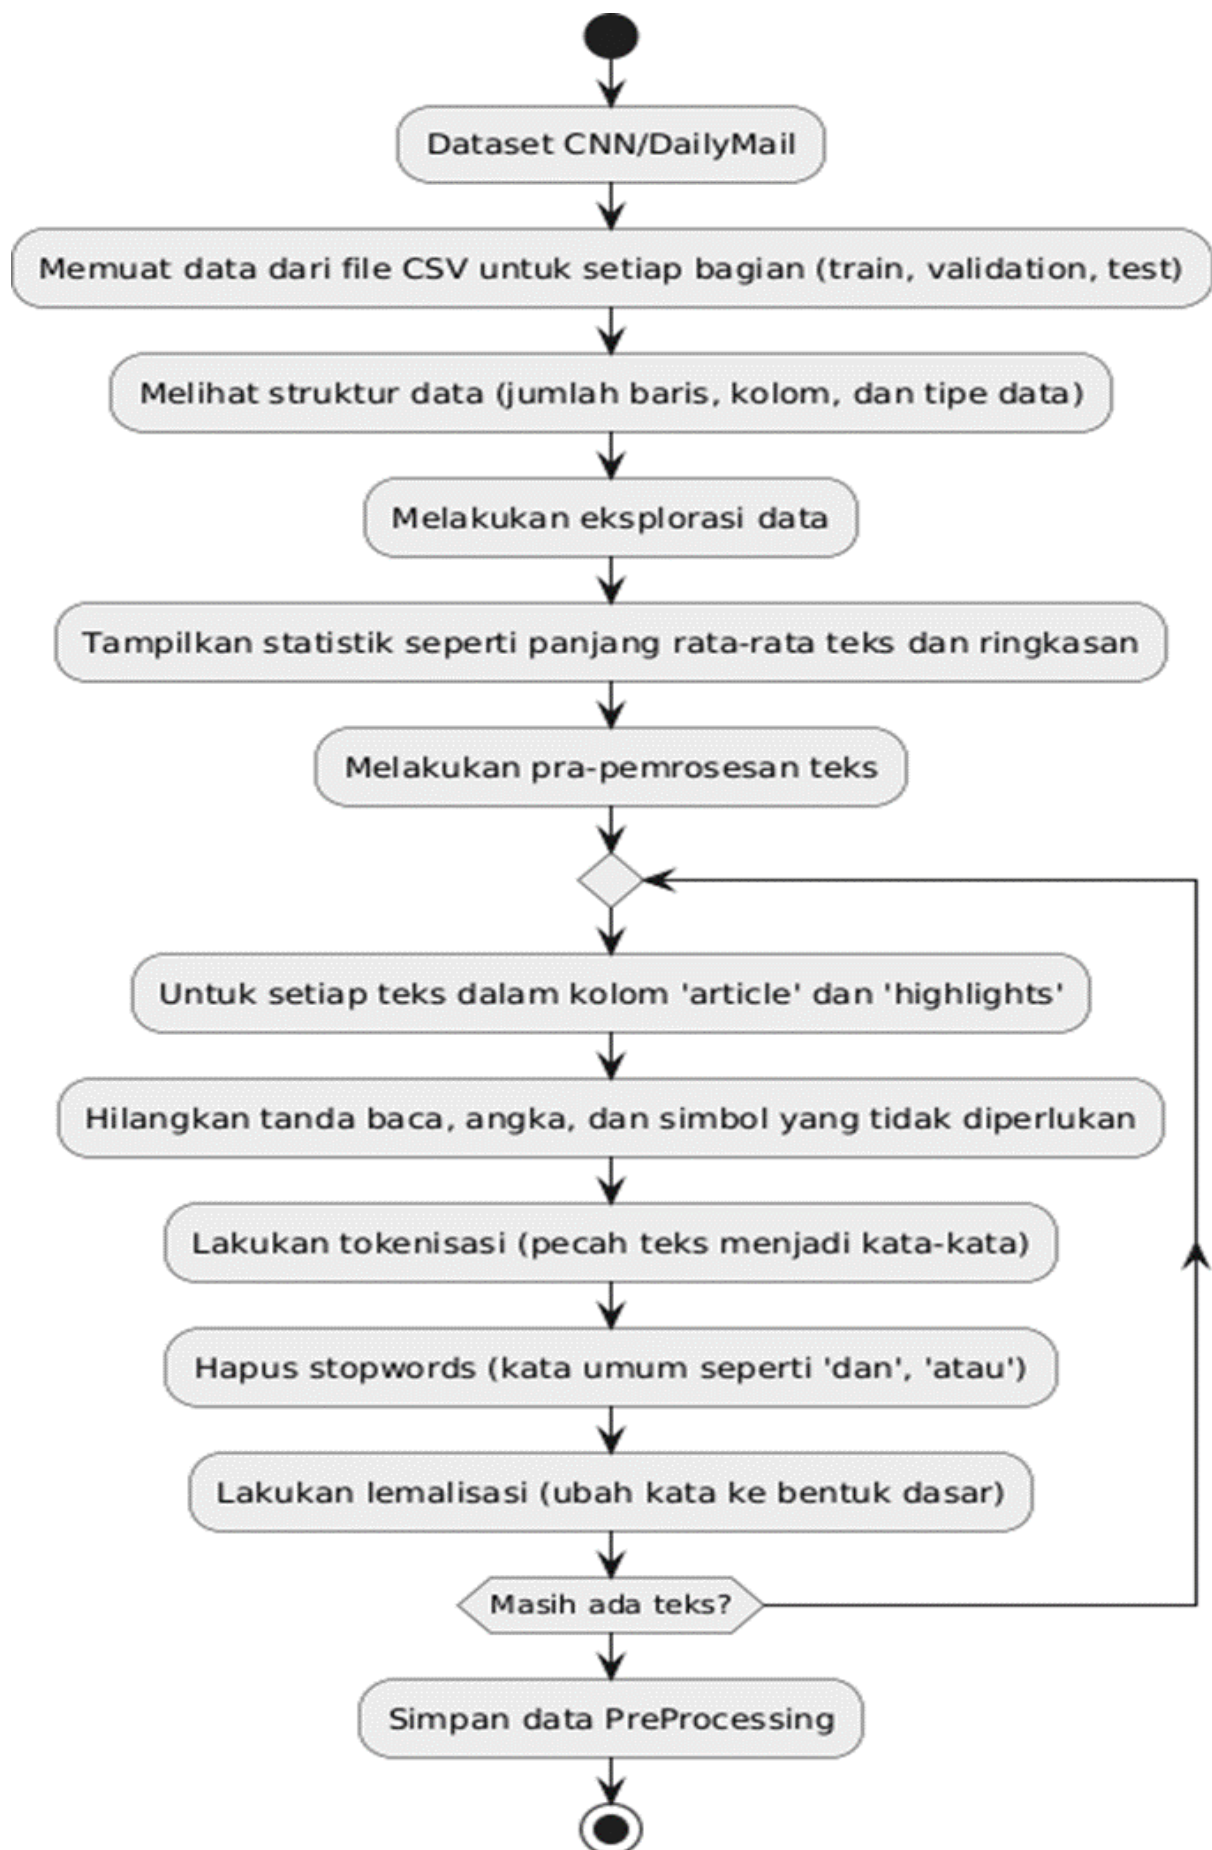 Dataset CNN/DailyMail
Memuat data dari file CSV untuk setiap bagian (train, validation, test)
Melihat struktur data (jumlah baris, kolom, dan tipe data)
Melakukan eksplorasi data
Tampilkan statistik seperti panjang rata-rata teks dan ringkasan
Melakukan pra-pemrosesan teks
Untuk setiap teks dalam kolom 'article' dan 'highlights'
Hilangkan tanda baca, angka, dan simbol yang tidak diperlukan
Lakukan tokenisasi (pecah teks menjadi kata-kata)
Hapus stopwords (kata umum seperti 'dan', 'atau')
Lakukan lemalisasi (ubah kata ke bentuk dasar)
Masih ada teks?
Simpan data PreProcessing